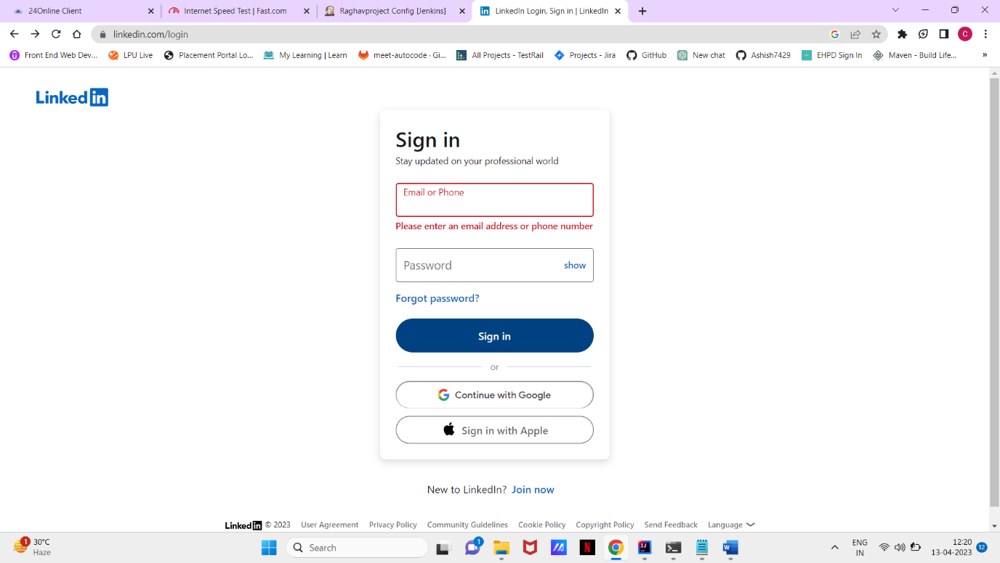 24Online Client
Internet Speed Test | Fast.com
Raghavproject Config [Jenkins]
LinkedIn Login, Sign in | LinkedIn
linkedin.com/login
C
Front End Web Dev...
LPU Live
Placement Portal Lo...
My Learning | Learn
meet-autocode · Gi...
All Projects - TestRail
Projects - Jira
GitHub
New chat
Ashish7429
EHPD Sign In
Maven - Build Life...
»
Linked in
Sign in
Stay updated on your professional world
Email or Phone
Please enter an email address or phone number
Password show
Forgot password?
Sign in
or
Continue with Google
Sign in with Apple
New to LinkedIn? Join now
Linked in © 2023 User Agreement Privacy Policy Community Guidelines Cookie Policy Copyright Policy Send Feedback Language
1
30°C
Haze
Search
1
ENG
IN
12:20
13-04-2023
12